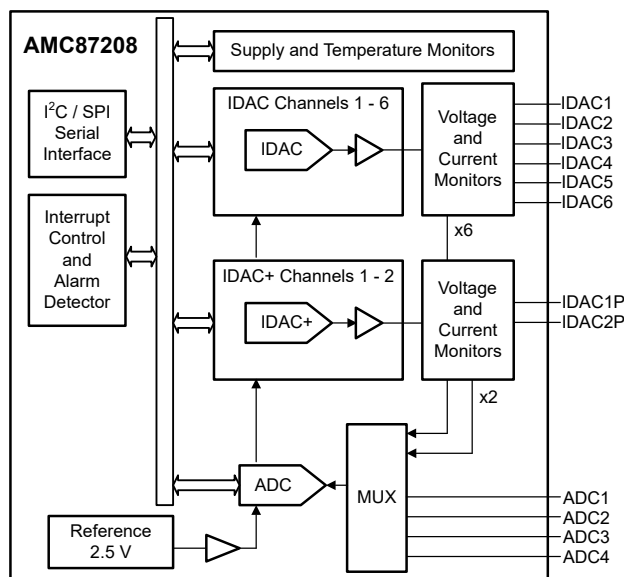 AMC87208
Supply and Temperature Monitors
I²C / SPI
Serial
Interface
IDAC Channels 1 - 6
IDAC
Voltage
and
Current
Monitors
IDAC1
IDAC2
IDAC3
IDAC4
IDAC5
IDAC6
Interrupt
Control
and
Alarm
Detector
x6
IDAC+ Channels 1 - 2
IDAC+
Voltage
and
Current
Monitors
IDAC1P
IDAC2P
x2
ADC
MUX
ADC1
ADC2
ADC3
ADC4
Reference
2.5 V